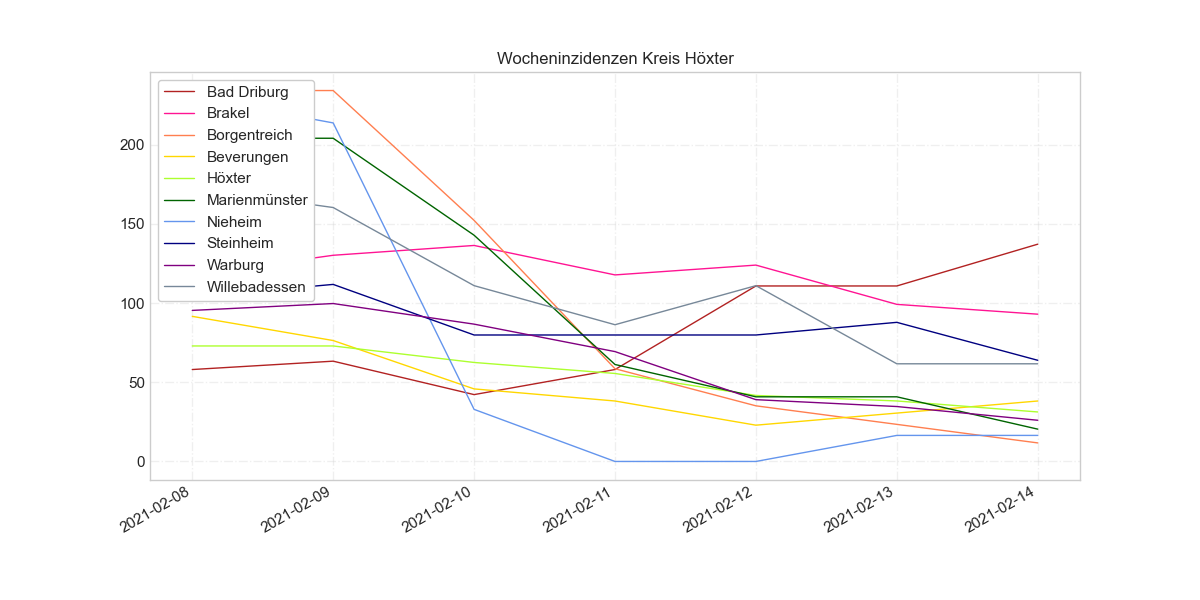 Wocheninzidenzen Kreis Höxter
Bad Driburg
Brakel
Borgentreich
Beverungen
Höxter
Marienmünster
Nieheim
Steinheim
Warburg
Willebadessen
200
150
100
50
0
2021-02-08
2021-02-09
2021-02-10
2021-02-11
2021-02-12
2021-02-13
2021-02-14